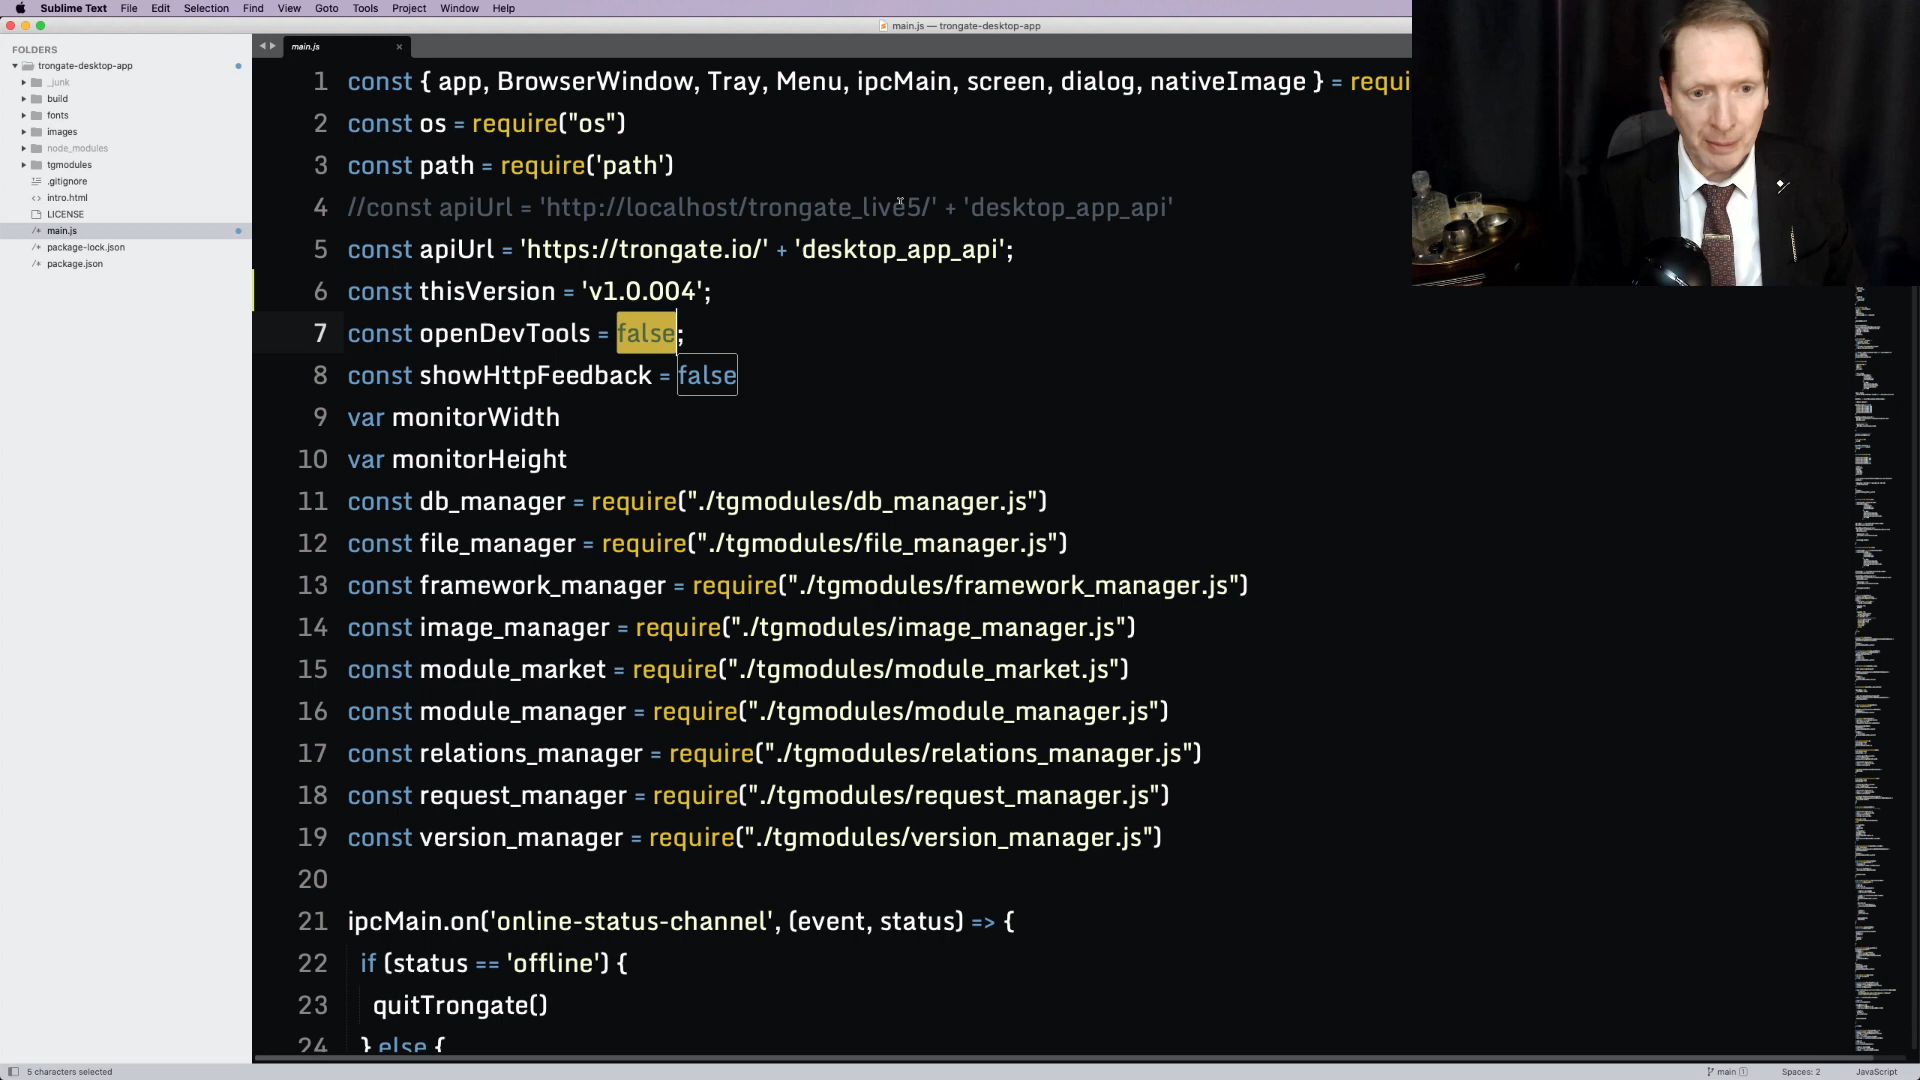 Sublime Text File Edit Selection Find View Goto Tools Project Window Help
main.js — trongate-desktop-app
FOLDERS
trongate-desktop-app
_junk
build
fonts
images
node_modules
tgmodules
.gitignore
intro.html
LICENSE
main.js
package-lock.json
package.json
main.js
1 const { app, BrowserWindow, Tray, Menu, ipcMain, screen, dialog, nativeImage } = requi
2 const os = require("os")
3 const path = require('path')
4 //const apiUrl = 'http://localhost/trongate_live5/' + 'desktop_app_api'
5 const apiUrl = 'https://trongate.io/' + 'desktop_app_api';
6 const thisVersion = 'v1.0.004';
7 const openDevTools = false;
8 const showHttpFeedback = false
9 var monitorWidth
10 var monitorHeight
11 const db_manager = require("./tgmodules/db_manager.js")
12 const file_manager = require("./tgmodules/file_manager.js")
13 const framework_manager = require("./tgmodules/framework_manager.js")
14 const image_manager = require("./tgmodules/image_manager.js")
15 const module_market = require("./tgmodules/module_market.js")
16 const module_manager = require("./tgmodules/module_manager.js")
17 const relations_manager = require("./tgmodules/relations_manager.js")
18 const request_manager = require("./tgmodules/request_manager.js")
19 const version_manager = require("./tgmodules/version_manager.js")
20
21 ipcMain.on('online-status-channel', (event, status) => {
22 if (status == 'offline') {
23 quitTrongate()
24 } else {
5 characters selected
main 1 Spaces: 2 JavaScript